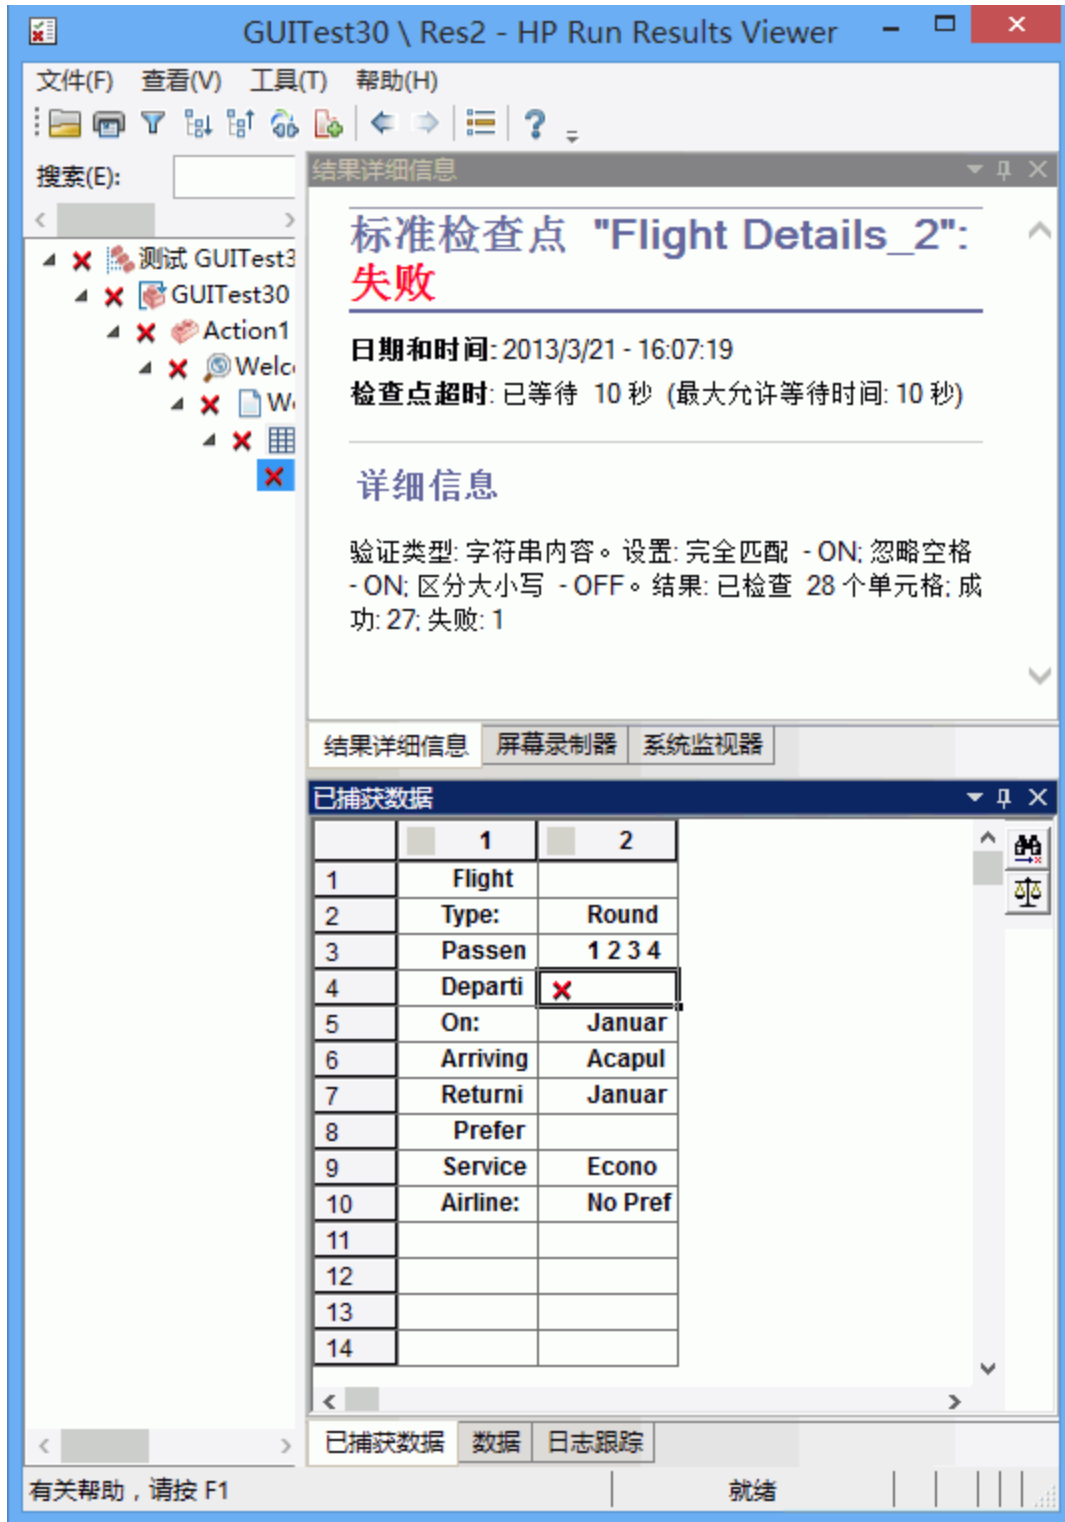 GUITest30 \ Res2 - HP Run Results Viewer
文件(F) 查看(V) 工具(T) 帮助(H)
搜索(E):
测试 GUITest3
GUITest30
Action1
Welc
We
结果详细信息
标准检查点 "Flight Details_2":
失败
日期和时间: 2013/3/21 - 16:07:19
检查点超时: 已等待 10 秒 (最大允许等待时间: 10 秒)
详细信息
验证类型: 字符串内容。设置: 完全匹配 - ON; 忽略空格
- ON; 区分大小写 - OFF。结果: 已检查 28 个单元格; 成
功: 27; 失败: 1
结果详细信息 屏幕录制器 系统监视器
已捕获数据
1 2
1 Flight
2 Type: Round
3 Passen 1 2 3 4
4 Departi
5 On: Januar
6 Arriving Acapul
7 Returni Januar
8 Prefer
9 Service Econo
10 Airline: No Pref
11
12
13
14
已捕获数据 数据 日志跟踪
有关帮助，请按 F1 就绪